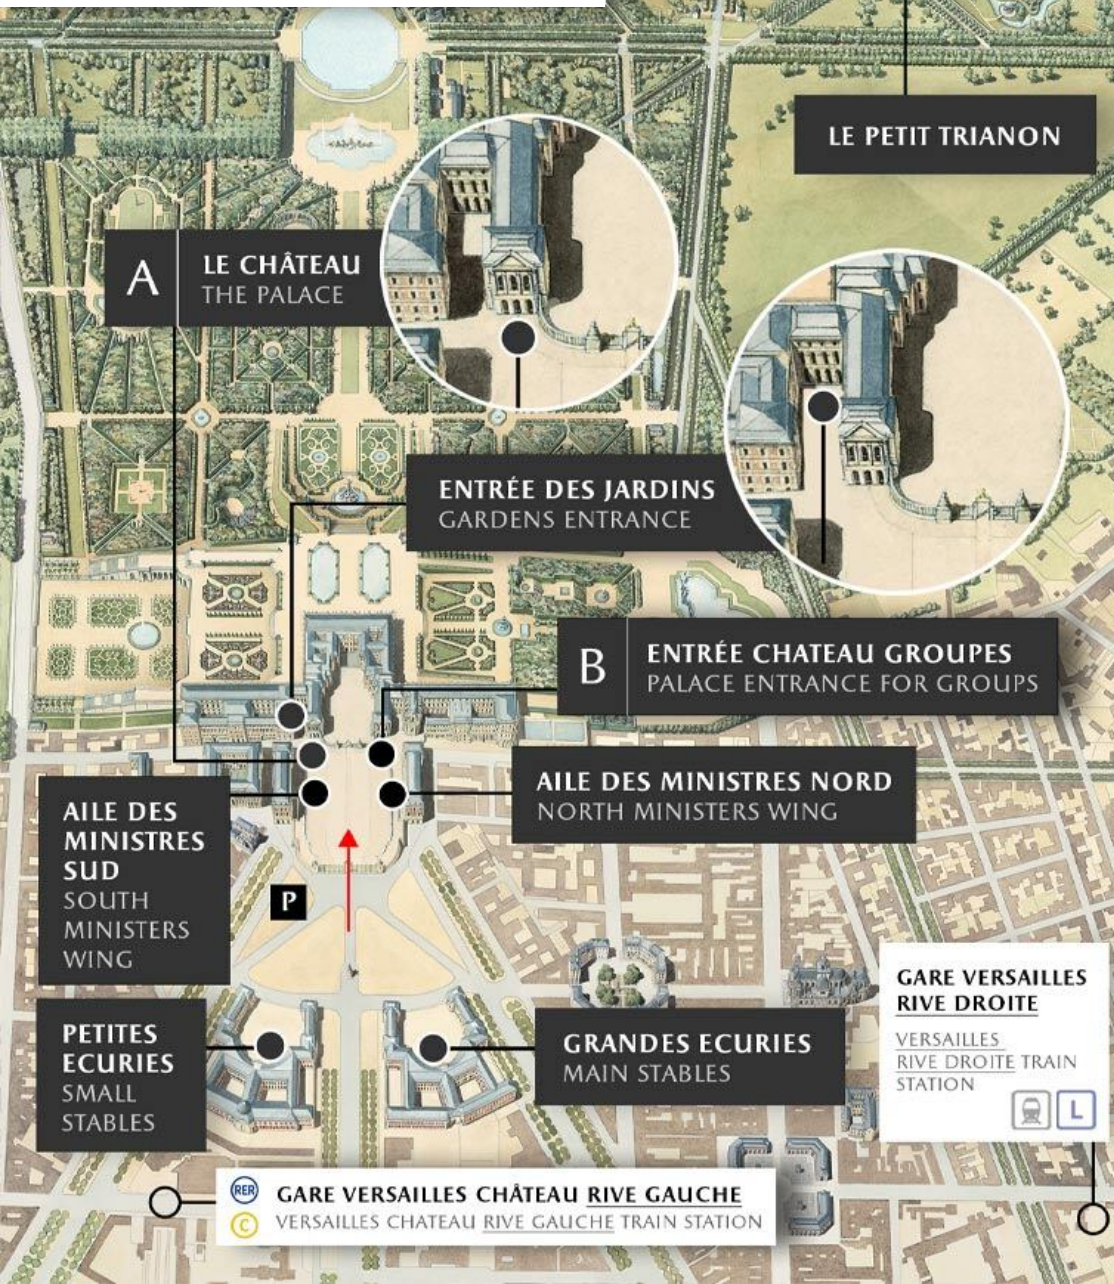 LE PETIT TRIANON
A
LE CHÂTEAU
THE PALACE
ENTRÉE DES JARDINS
GARDENS ENTRANCE
B
ENTRÉE CHATEAU GROUPES
PALACE ENTRANCE FOR GROUPS
AILE DES MINISTRES NORD
NORTH MINISTERS WING
AILE DES
MINISTRES
SUD
SOUTH
MINISTERS
WING
P
PETITES
ECURIES
SMALL
STABLES
GRANDES ECURIES
MAIN STABLES
GARE VERSAILLES
RIVE DROITE
VERSAILLES
RIVE DROITE TRAIN
STATION
L
RER
GARE VERSAILLES CHÂTEAU RIVE GAUCHE
C
VERSAILLES CHATEAU RIVE GAUCHE TRAIN STATION